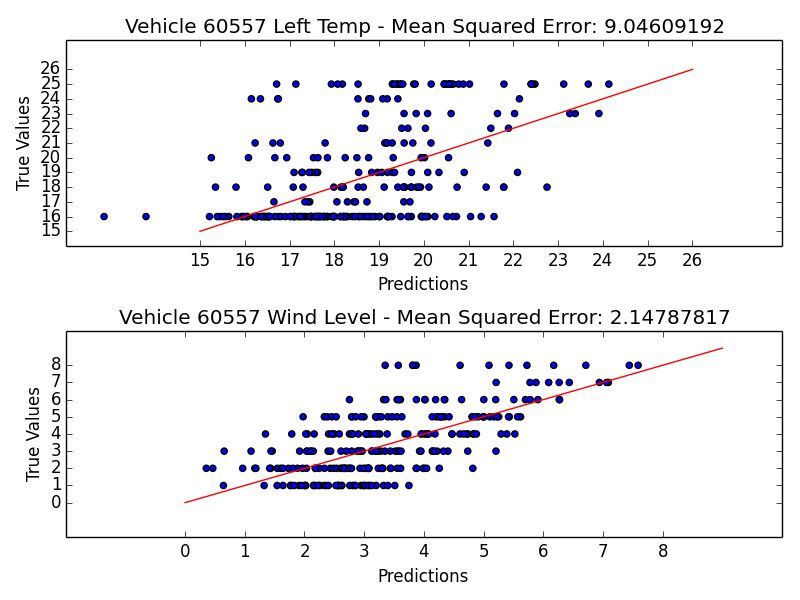 Vehicle 60557 Left Temp - Mean Squared Error: 9.04609192
True Values
26
25
24
23
22
21
20
19
18
17
16
15
15 16 17 18 19 20 21 22 23 24 25 26
Predictions
Vehicle 60557 Wind Level - Mean Squared Error: 2.14787817
True Values
8
7
6
5
4
3
2
1
0
0 1 2 3 4 5 6 7 8
Predictions